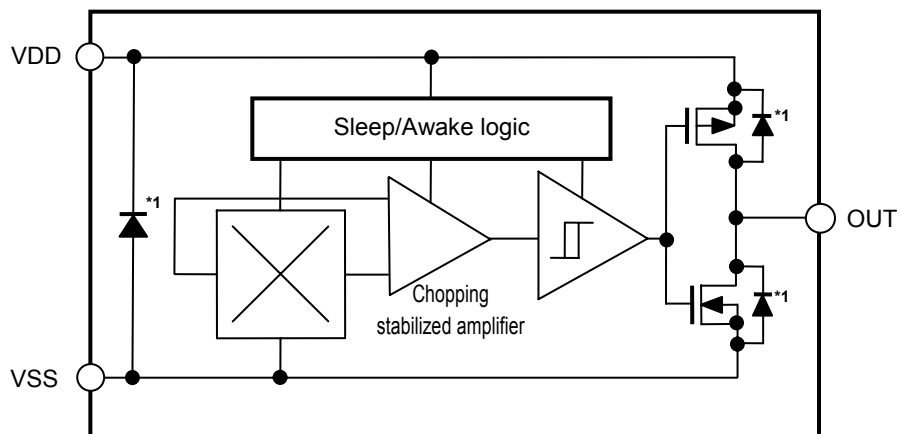 VDD
Sleep/Awake logic
*1
*1
OUT
Chopping
stabilized amplifier
*1
VSS